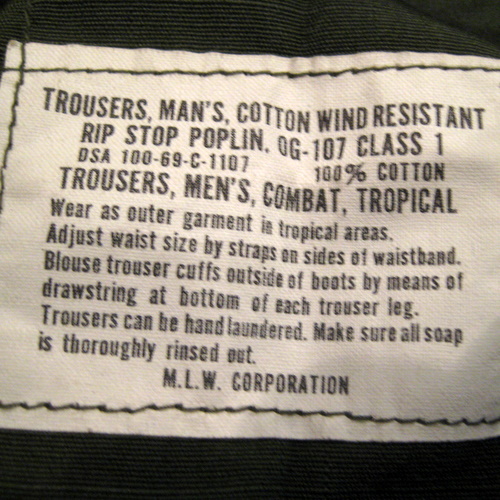 TROUSERS, MAN'S, COTTON WIND RESISTANT
RIP STOP POPLIN, OG-107 CLASS 1
DSA 100-69-C-1107 100% COTTON
TROUSERS, MEN'S, COMBAT, TROPICAL
Wear as outer garment in tropical areas.
Adjust waist size by straps on sides of waistband.
Blouse trouser cuffs outside of boots by means of
drawstring at bottom of each trouser leg.
Trousers can be hand laundered. Make sure all soap
is thoroughly rinsed out.
M.L.W. CORPORATION